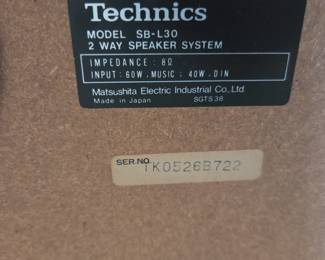 Technics
MODEL SB-L30
2 WAY SPEAKER SYSTEM
IMPEDANCE : 8Ω
INPUT : 60W , MUSIC ; 40W , DIN
Matsushita Electric Industrial Co., Ltd.
Made in Japan SGT538
SER.NO.
TK0526B722